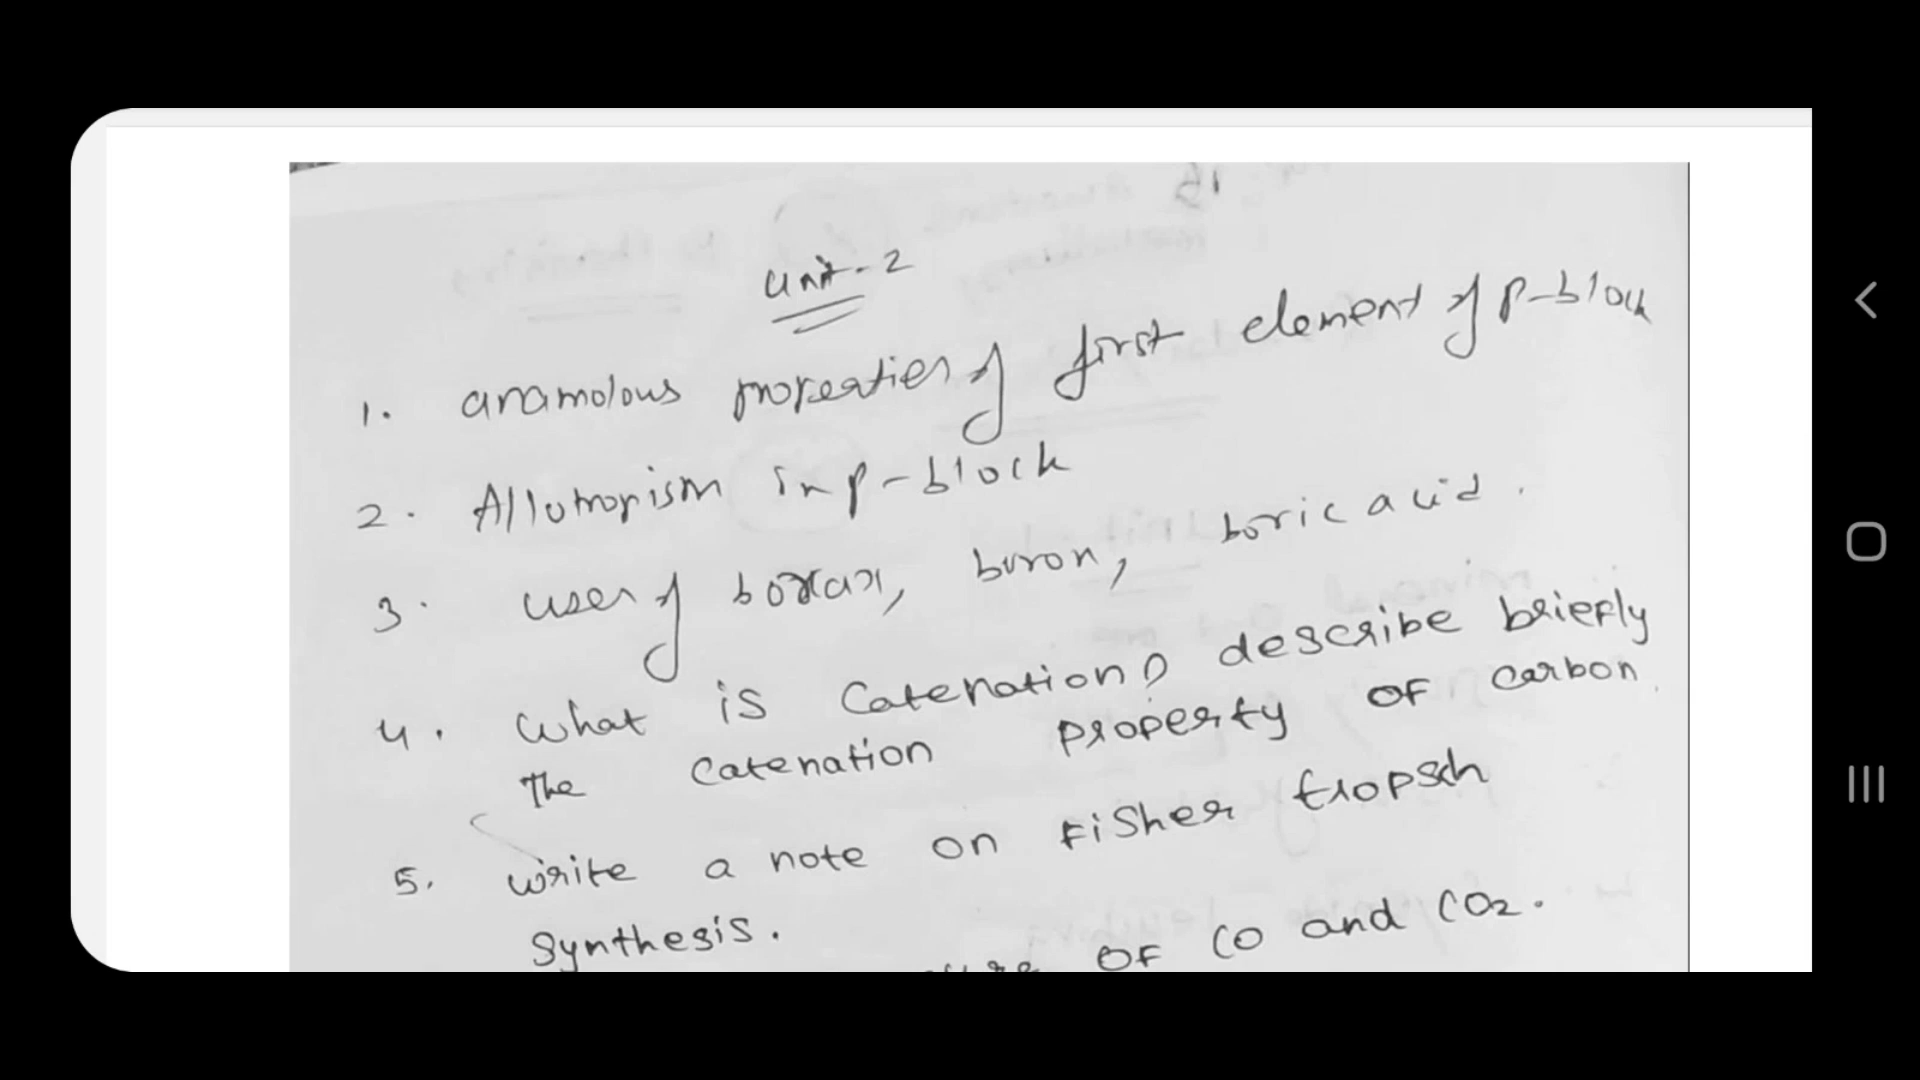 Unit-2
1. anamolous properties of first element of p-block
2. Allotropism in p-block
3. uses of borax, boron, boric acid.
4. What is Catenation? describe briefly
The Catenation property of carbon.
5. Write a note on Fisher tropsch
Synthesis.
of CO and CO2.